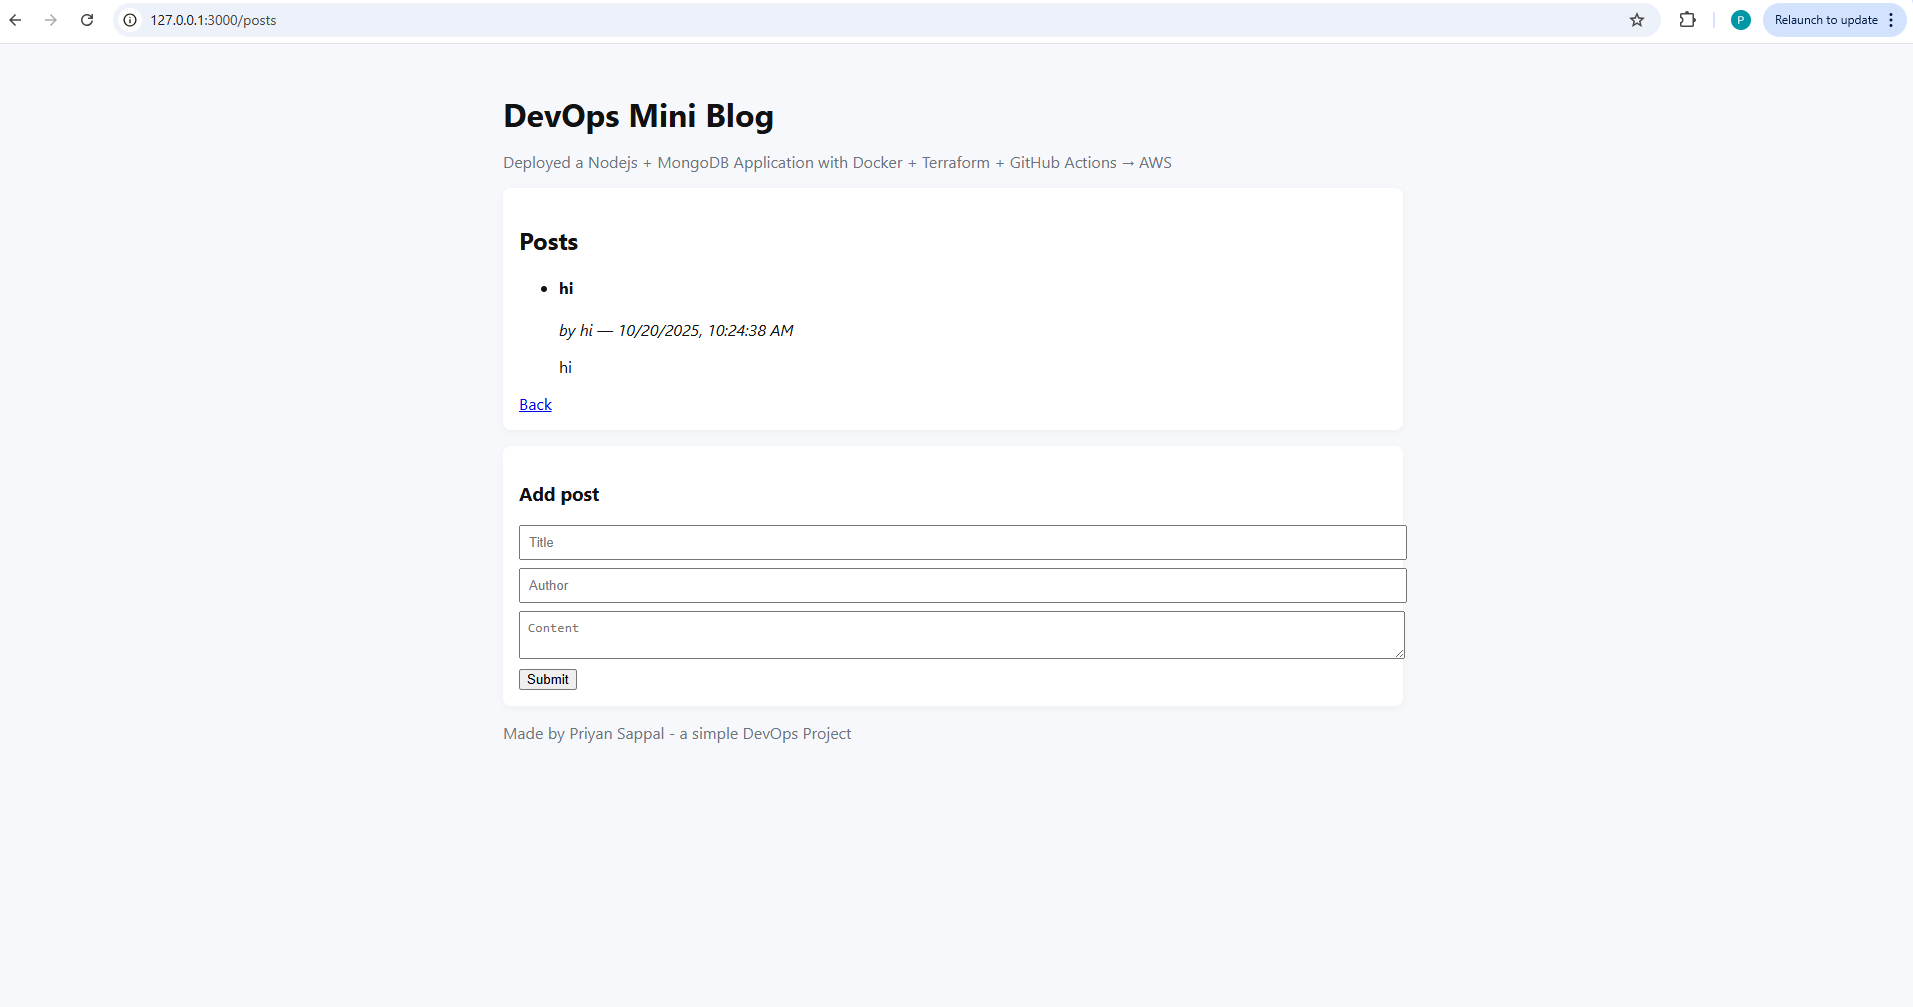 127.0.0.1:3000/posts
P
Relaunch to update
DevOps Mini Blog
Deployed a Nodejs + MongoDB Application with Docker + Terraform + GitHub Actions → AWS
Posts
hi
by hi — 10/20/2025, 10:24:38 AM
hi
Back
Add post
Title
Author
Content
Submit
Made by Priyan Sappal - a simple DevOps Project